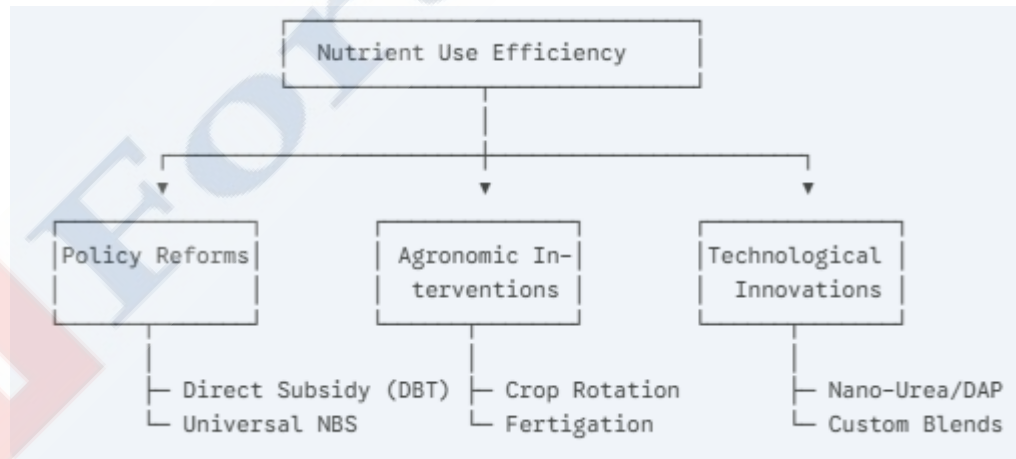 Nutrient Use Efficiency
Policy Reforms
Agronomic In-
terventions
Technological
Innovations
Direct Subsidy (DBT)
Universal NBS
Crop Rotation
Fertigation
Nano-Urea/DAP
Custom Blends
For